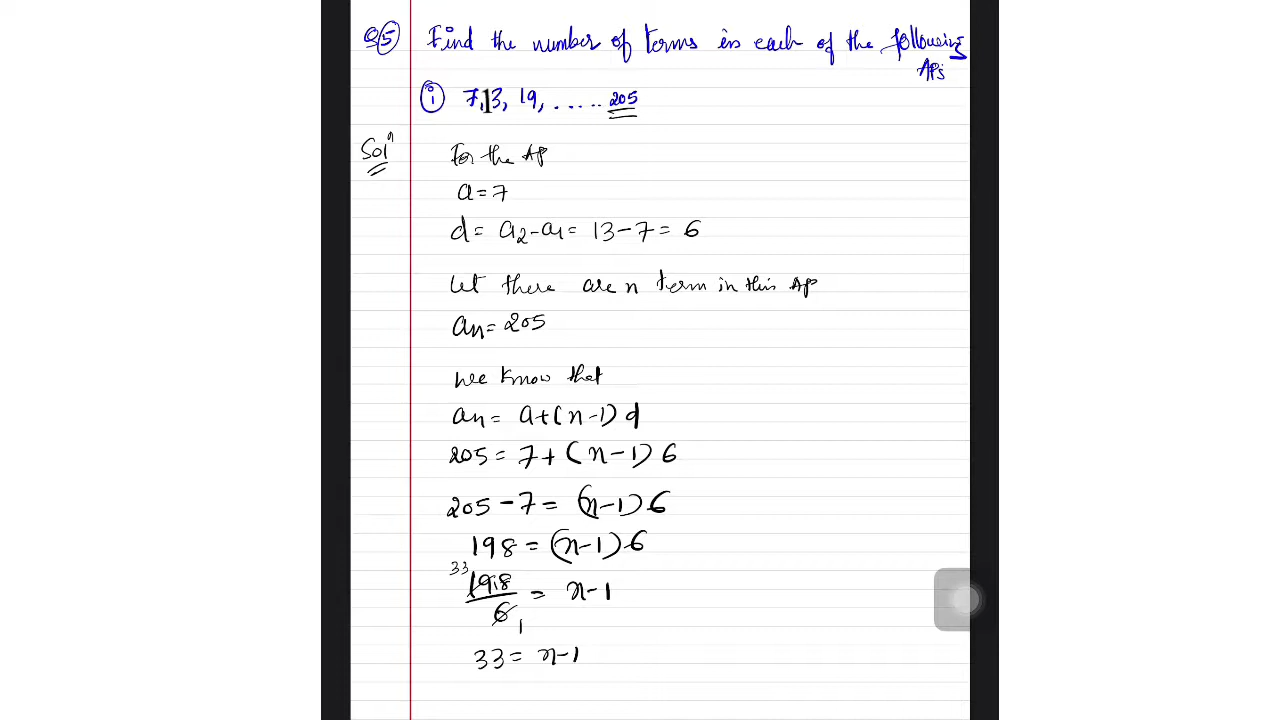 Q5 Find the number of terms in each of the following APs
i 7, 13, 19, ..... 205
Solⁿ
For the AP
a=7
d= a₂-a₁= 13-7= 6
Let there are n term in this AP
an= 205
We know that
an= a+(n-1)d
205= 7+(n-1)6
205-7= (n-1)6
198=(n-1)6
33
198/6 = n-1
1
33= n-1